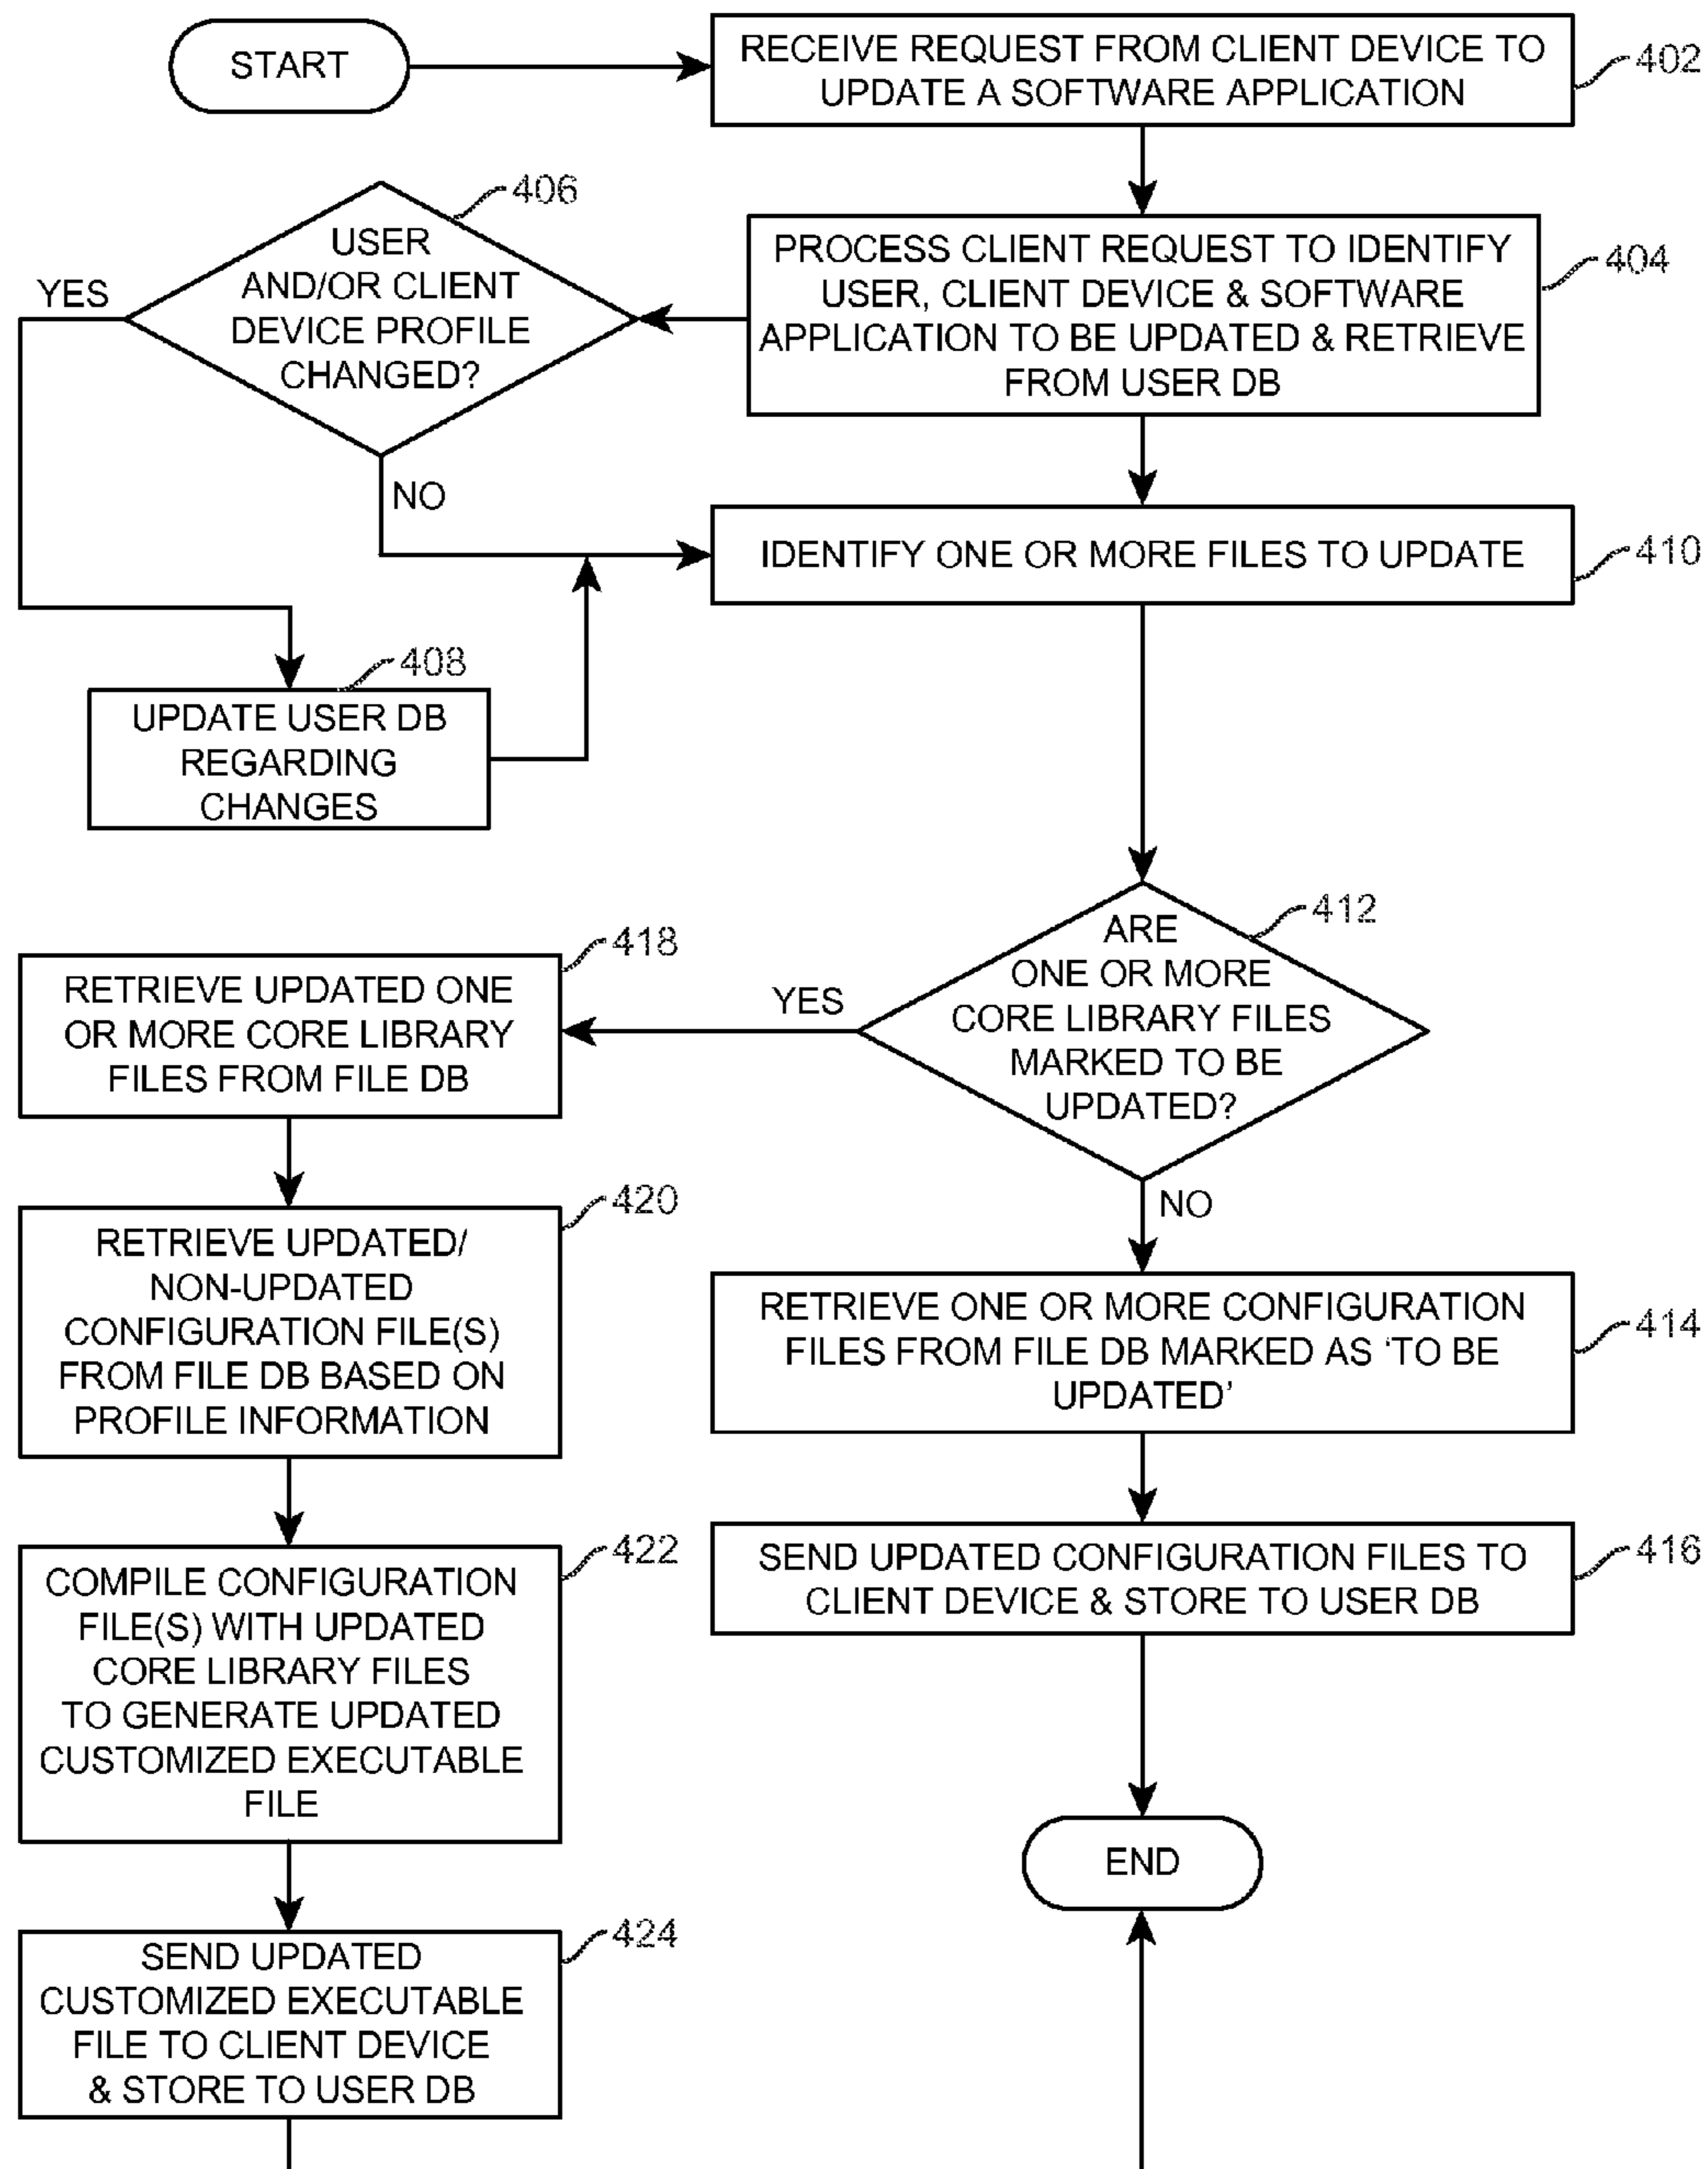 START
RECEIVE REQUEST FROM CLIENT DEVICE TO
UPDATE A SOFTWARE APPLICATION
402
PROCESS CLIENT REQUEST TO IDENTIFY
USER, CLIENT DEVICE & SOFTWARE
APPLICATION TO BE UPDATED & RETRIEVE
FROM USER DB
404
406
USER
AND/OR CLIENT
DEVICE PROFILE
CHANGED?
YES
NO
408
UPDATE USER DB
REGARDING
CHANGES
IDENTIFY ONE OR MORE FILES TO UPDATE
410
412
ARE
ONE OR MORE
CORE LIBRARY FILES
MARKED TO BE
UPDATED?
YES
NO
RETRIEVE ONE OR MORE CONFIGURATION
FILES FROM FILE DB MARKED AS ‘TO BE
UPDATED’
414
SEND UPDATED CONFIGURATION FILES TO
CLIENT DEVICE & STORE TO USER DB
416
418
RETRIEVE UPDATED ONE
OR MORE CORE LIBRARY
FILES FROM FILE DB
420
RETRIEVE UPDATED/
NON-UPDATED
CONFIGURATION FILE(S)
FROM FILE DB BASED ON
PROFILE INFORMATION
422
COMPILE CONFIGURATION
FILE(S) WITH UPDATED
CORE LIBRARY FILES
TO GENERATE UPDATED
CUSTOMIZED EXECUTABLE
FILE
424
SEND UPDATED
CUSTOMIZED EXECUTABLE
FILE TO CLIENT DEVICE
& STORE TO USER DB
END